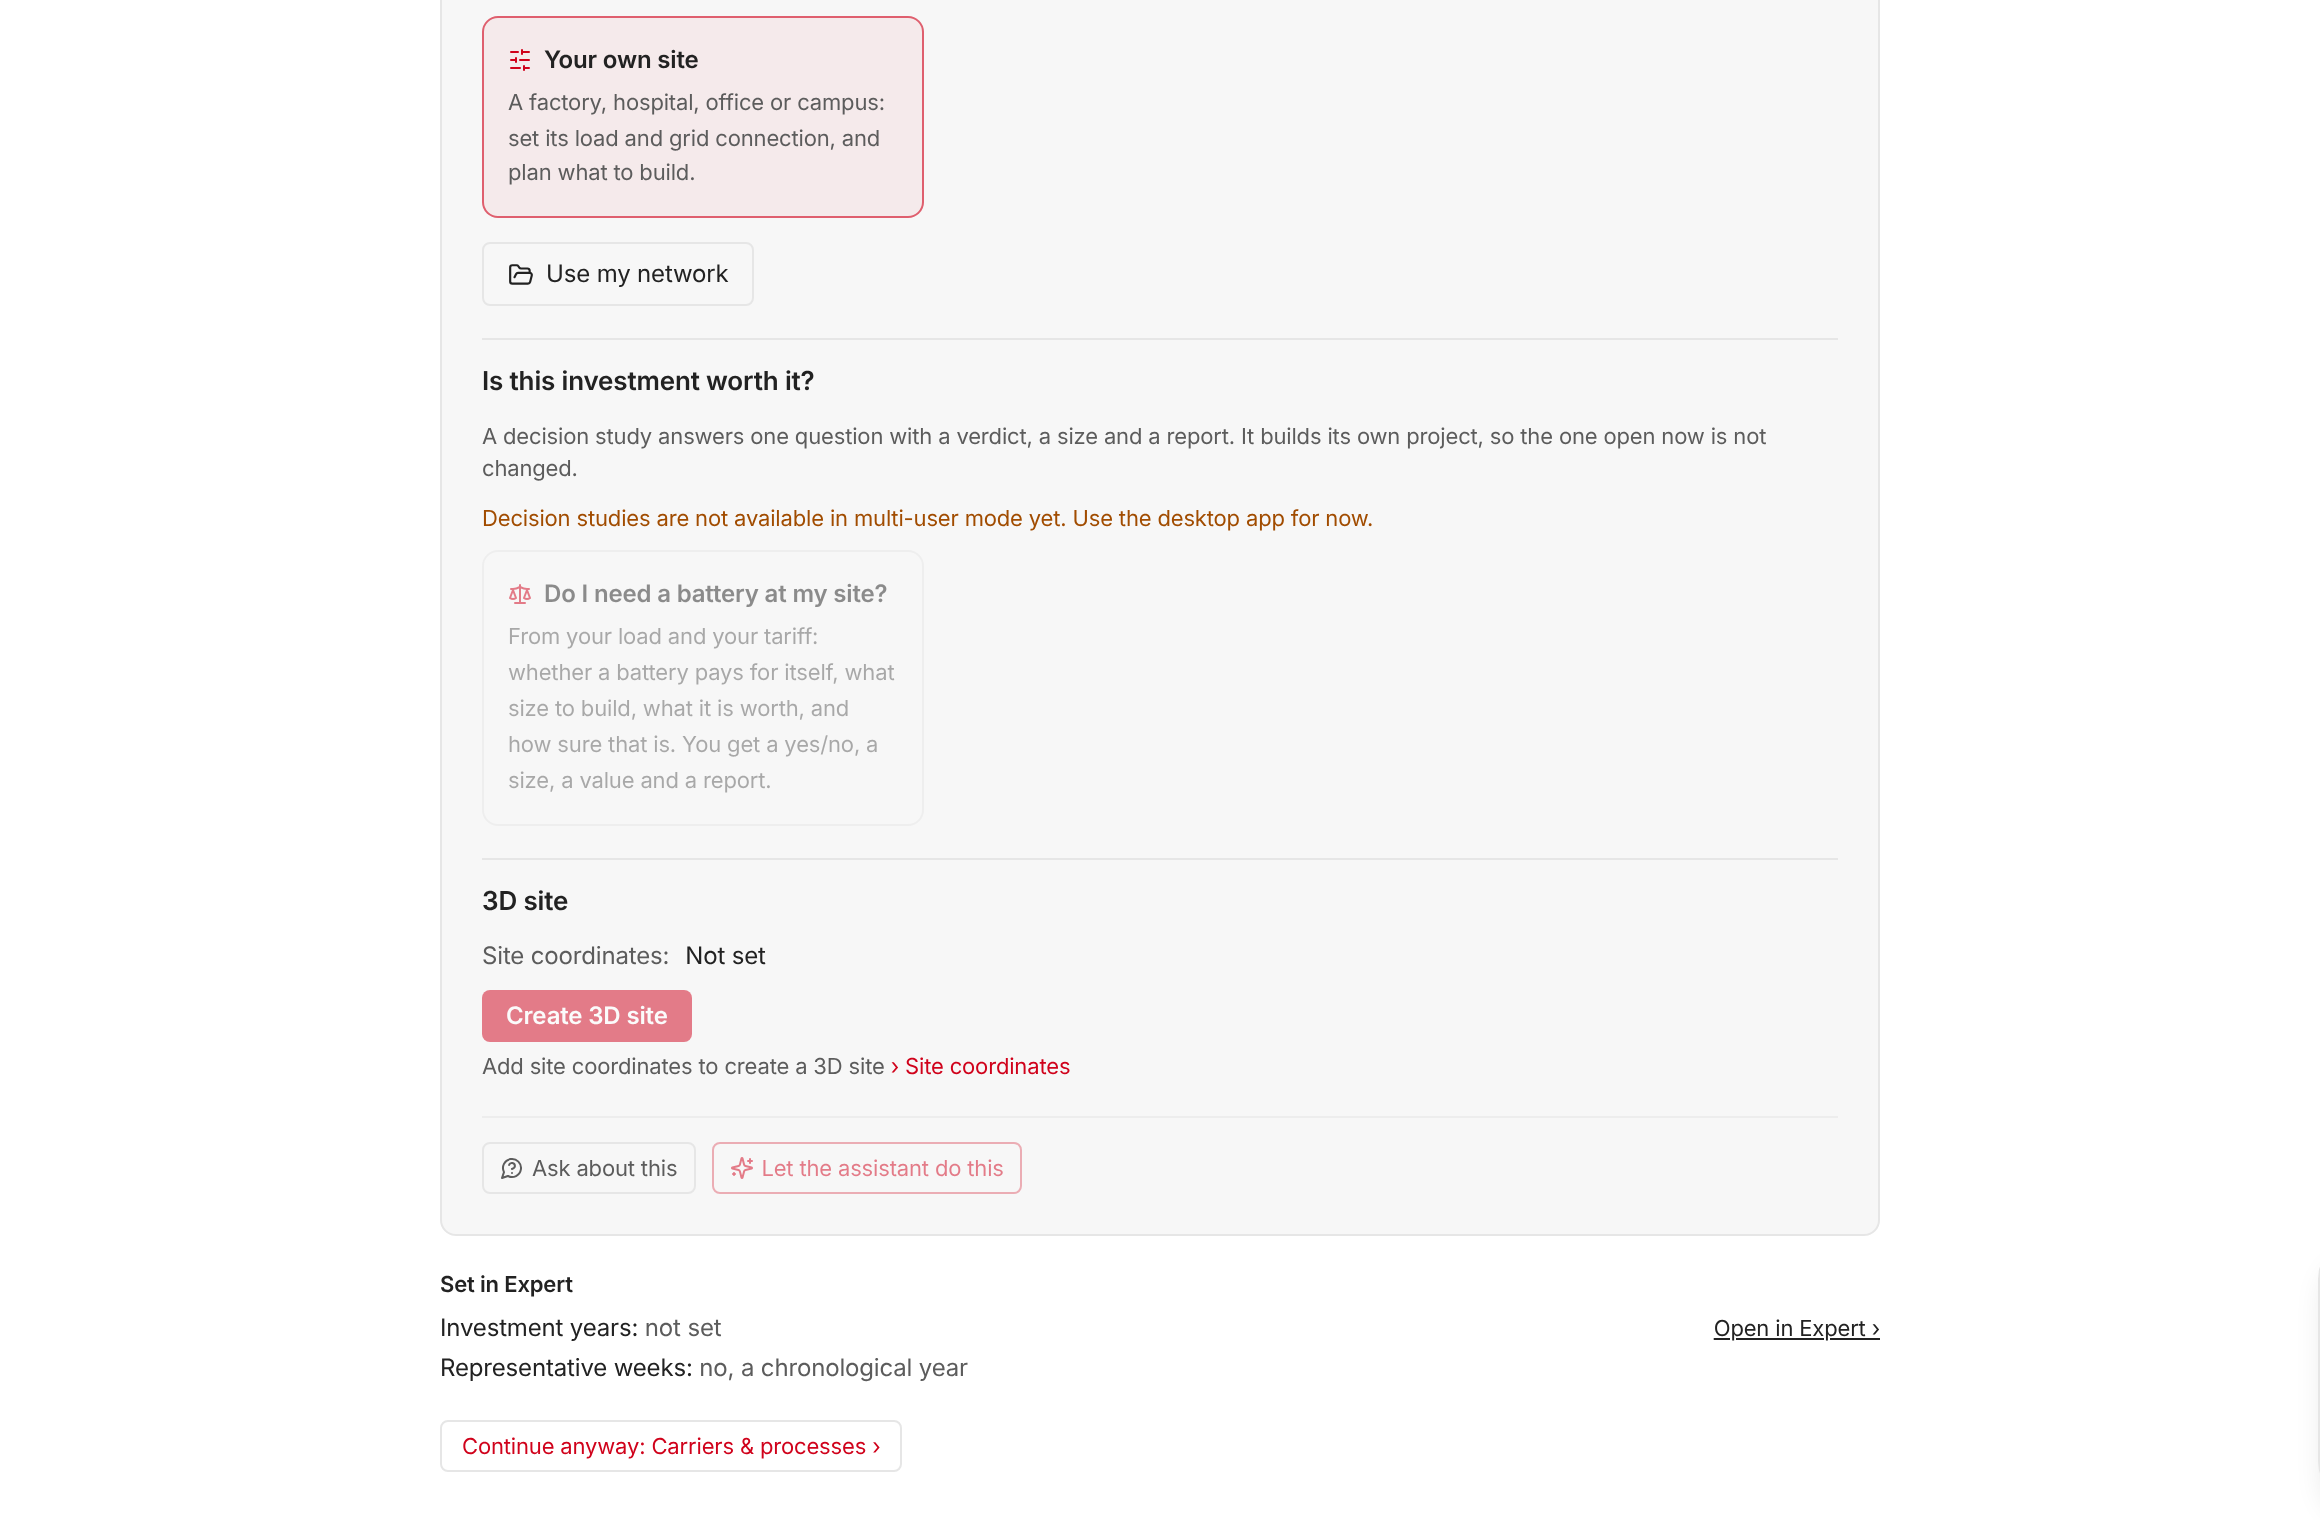 Your own site
A factory, hospital, office or campus:
set its load and grid connection, and
plan what to build.
Use my network
Is this investment worth it?
A decision study answers one question with a verdict, a size and a report. It builds its own project, so the one open now is not
changed.
Decision studies are not available in multi-user mode yet. Use the desktop app for now.
Do I need a battery at my site?
From your load and your tariff:
whether a battery pays for itself, what
size to build, what it is worth, and
how sure that is. You get a yes/no, a
size, a value and a report.
3D site
Site coordinates: Not set
Create 3D site
Add site coordinates to create a 3D site › Site coordinates
Ask about this
Let the assistant do this
Set in Expert
Investment years: not set
Open in Expert ›
Representative weeks: no, a chronological year
Continue anyway: Carriers & processes ›